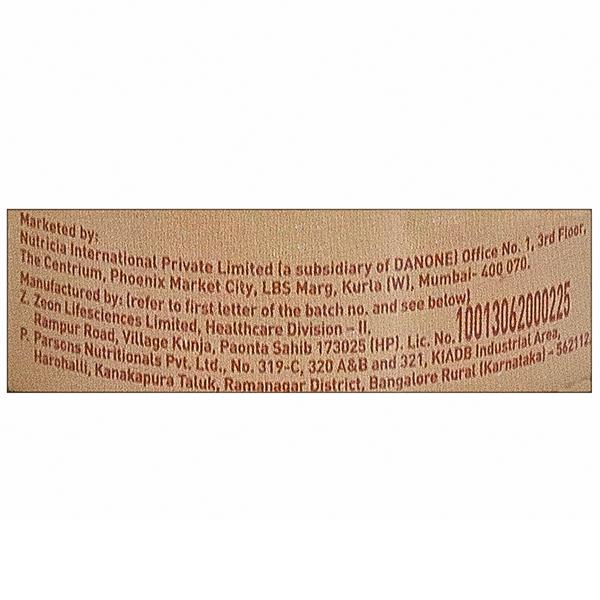 Marketed by:
Nutricia International Private Limited (a subsidiary of DANONE) Office No. 1, 3rd Floor,
The Centrium, Phoenix Market City, LBS Marg, Kurla (W), Mumbai- 400 070.
Manufactured by: (refer to first letter of the batch no. and see below)
Z. Zeon Lifesciences Limited, Healthcare Division – II,
Rampur Road, Village Kunja, Paonta Sahib 173025 (HP). Lic. No. 10013062000225
P. Parsons Nutritionals Pvt. Ltd., No. 319-C, 320 A&B and 321, KIADB Industrial Area,
Harohalli, Kanakapura Taluk, Ramanagar District, Bangalore Rural (Karnataka) - 562112